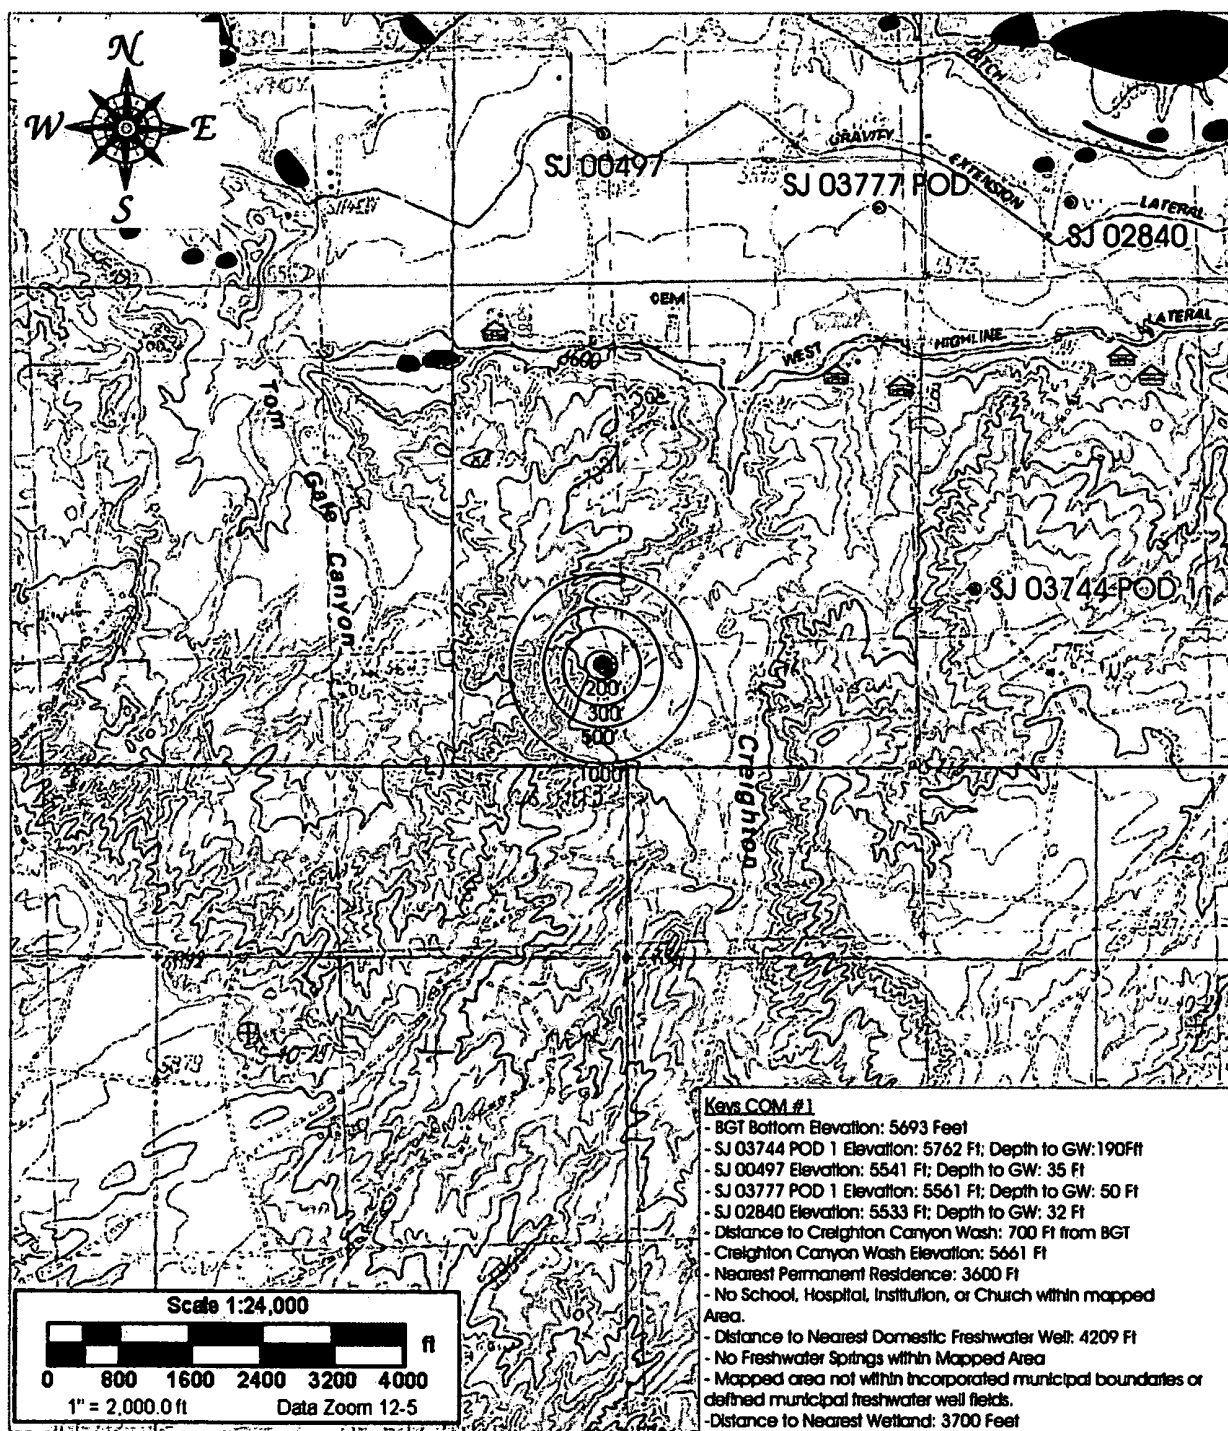 N
W E
S
DITCH
GRAVITY
EXTENSION
LATERAL
SJ 00497
SJ 03777 POD
SJ 02840
CEM
LATERAL
HIGHLINE
WEST
5600
Tom
Gale
Canyon
SJ 03744 POD 1
200
300
500
1000
Creighton
5879
Keys COM #1
- BGT Bottom Elevation: 5693 Feet
- SJ 03744 POD 1 Elevation: 5762 Ft; Depth to GW:190Ft
- SJ 00497 Elevation: 5541 Ft; Depth to GW: 35 Ft
- SJ 03777 POD 1 Elevation: 5561 Ft; Depth to GW: 50 Ft
- SJ 02840 Elevation: 5533 Ft; Depth to GW: 32 Ft
- Distance to Creighton Canyon Wash: 700 Ft from BGT
- Creighton Canyon Wash Elevation: 5661 Ft
- Nearest Permanent Residence: 3600 Ft
- No School, Hospital, Institution, or Church within mapped
Area.
- Distance to Nearest Domestic Freshwater Well: 4209 Ft
- No Freshwater Springs within Mapped Area
- Mapped area not within incorporated municipal boundaries or
defined municipal freshwater well fields.
-Distance to Nearest Wetland: 3700 Feet
Scale 1:24,000
ft
0 800 1600 2400 3200 4000
1" = 2,000.0 ft Data Zoom 12-5